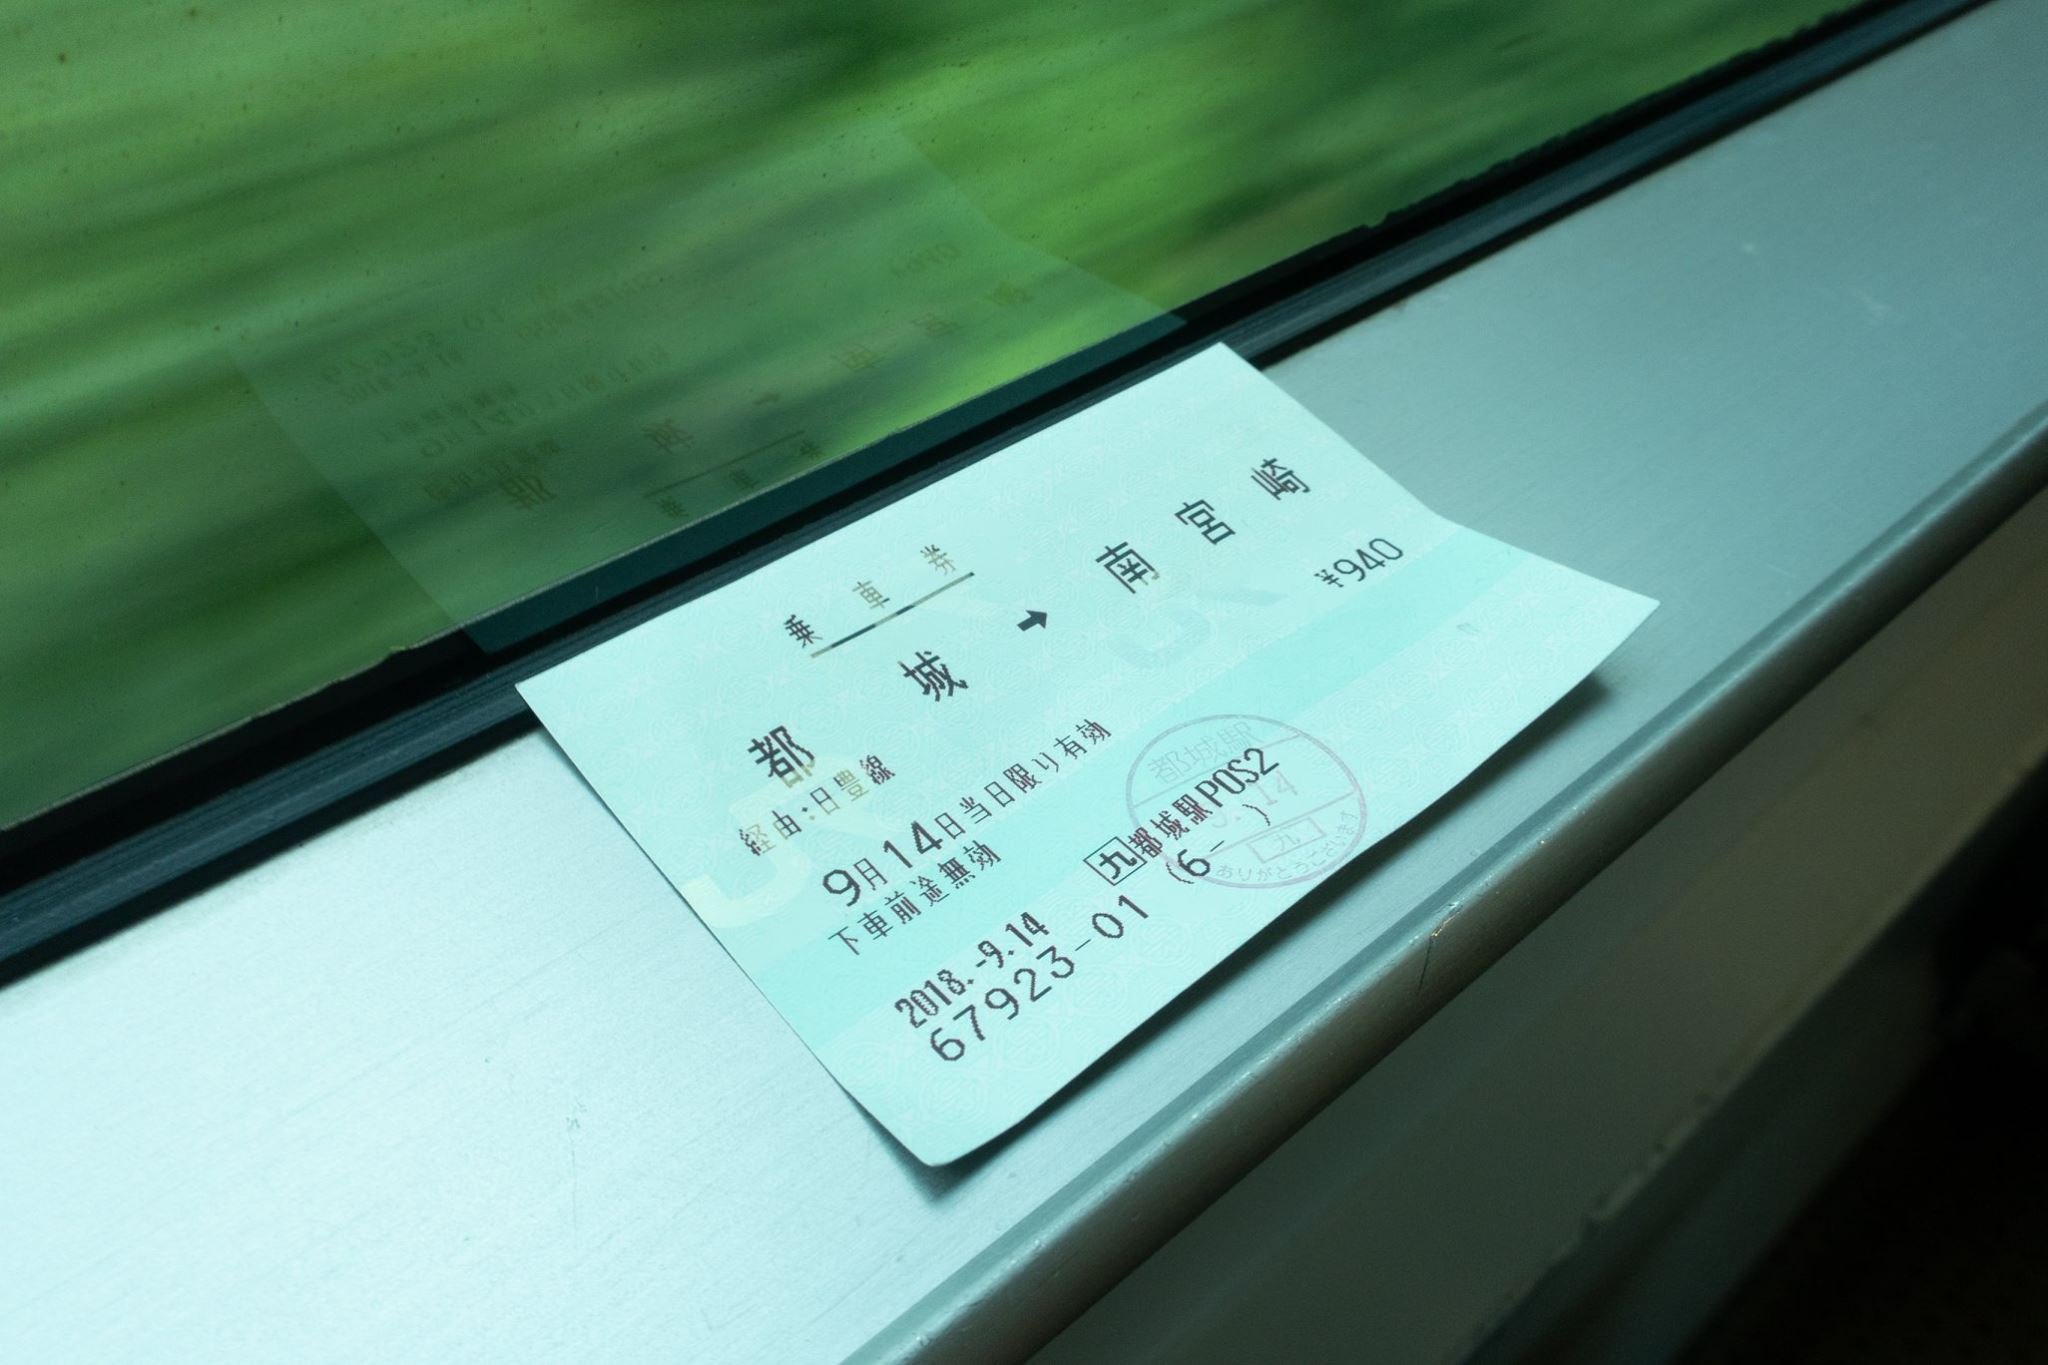 乗車券
都城 → 南宮崎
経由:日豊線 ¥940
9月14日当日限り有効
下車前途無効
2018.-9.14 九都城駅POS2
67923-01 (6- )
都城駅
9.14
九
ありがとうございます